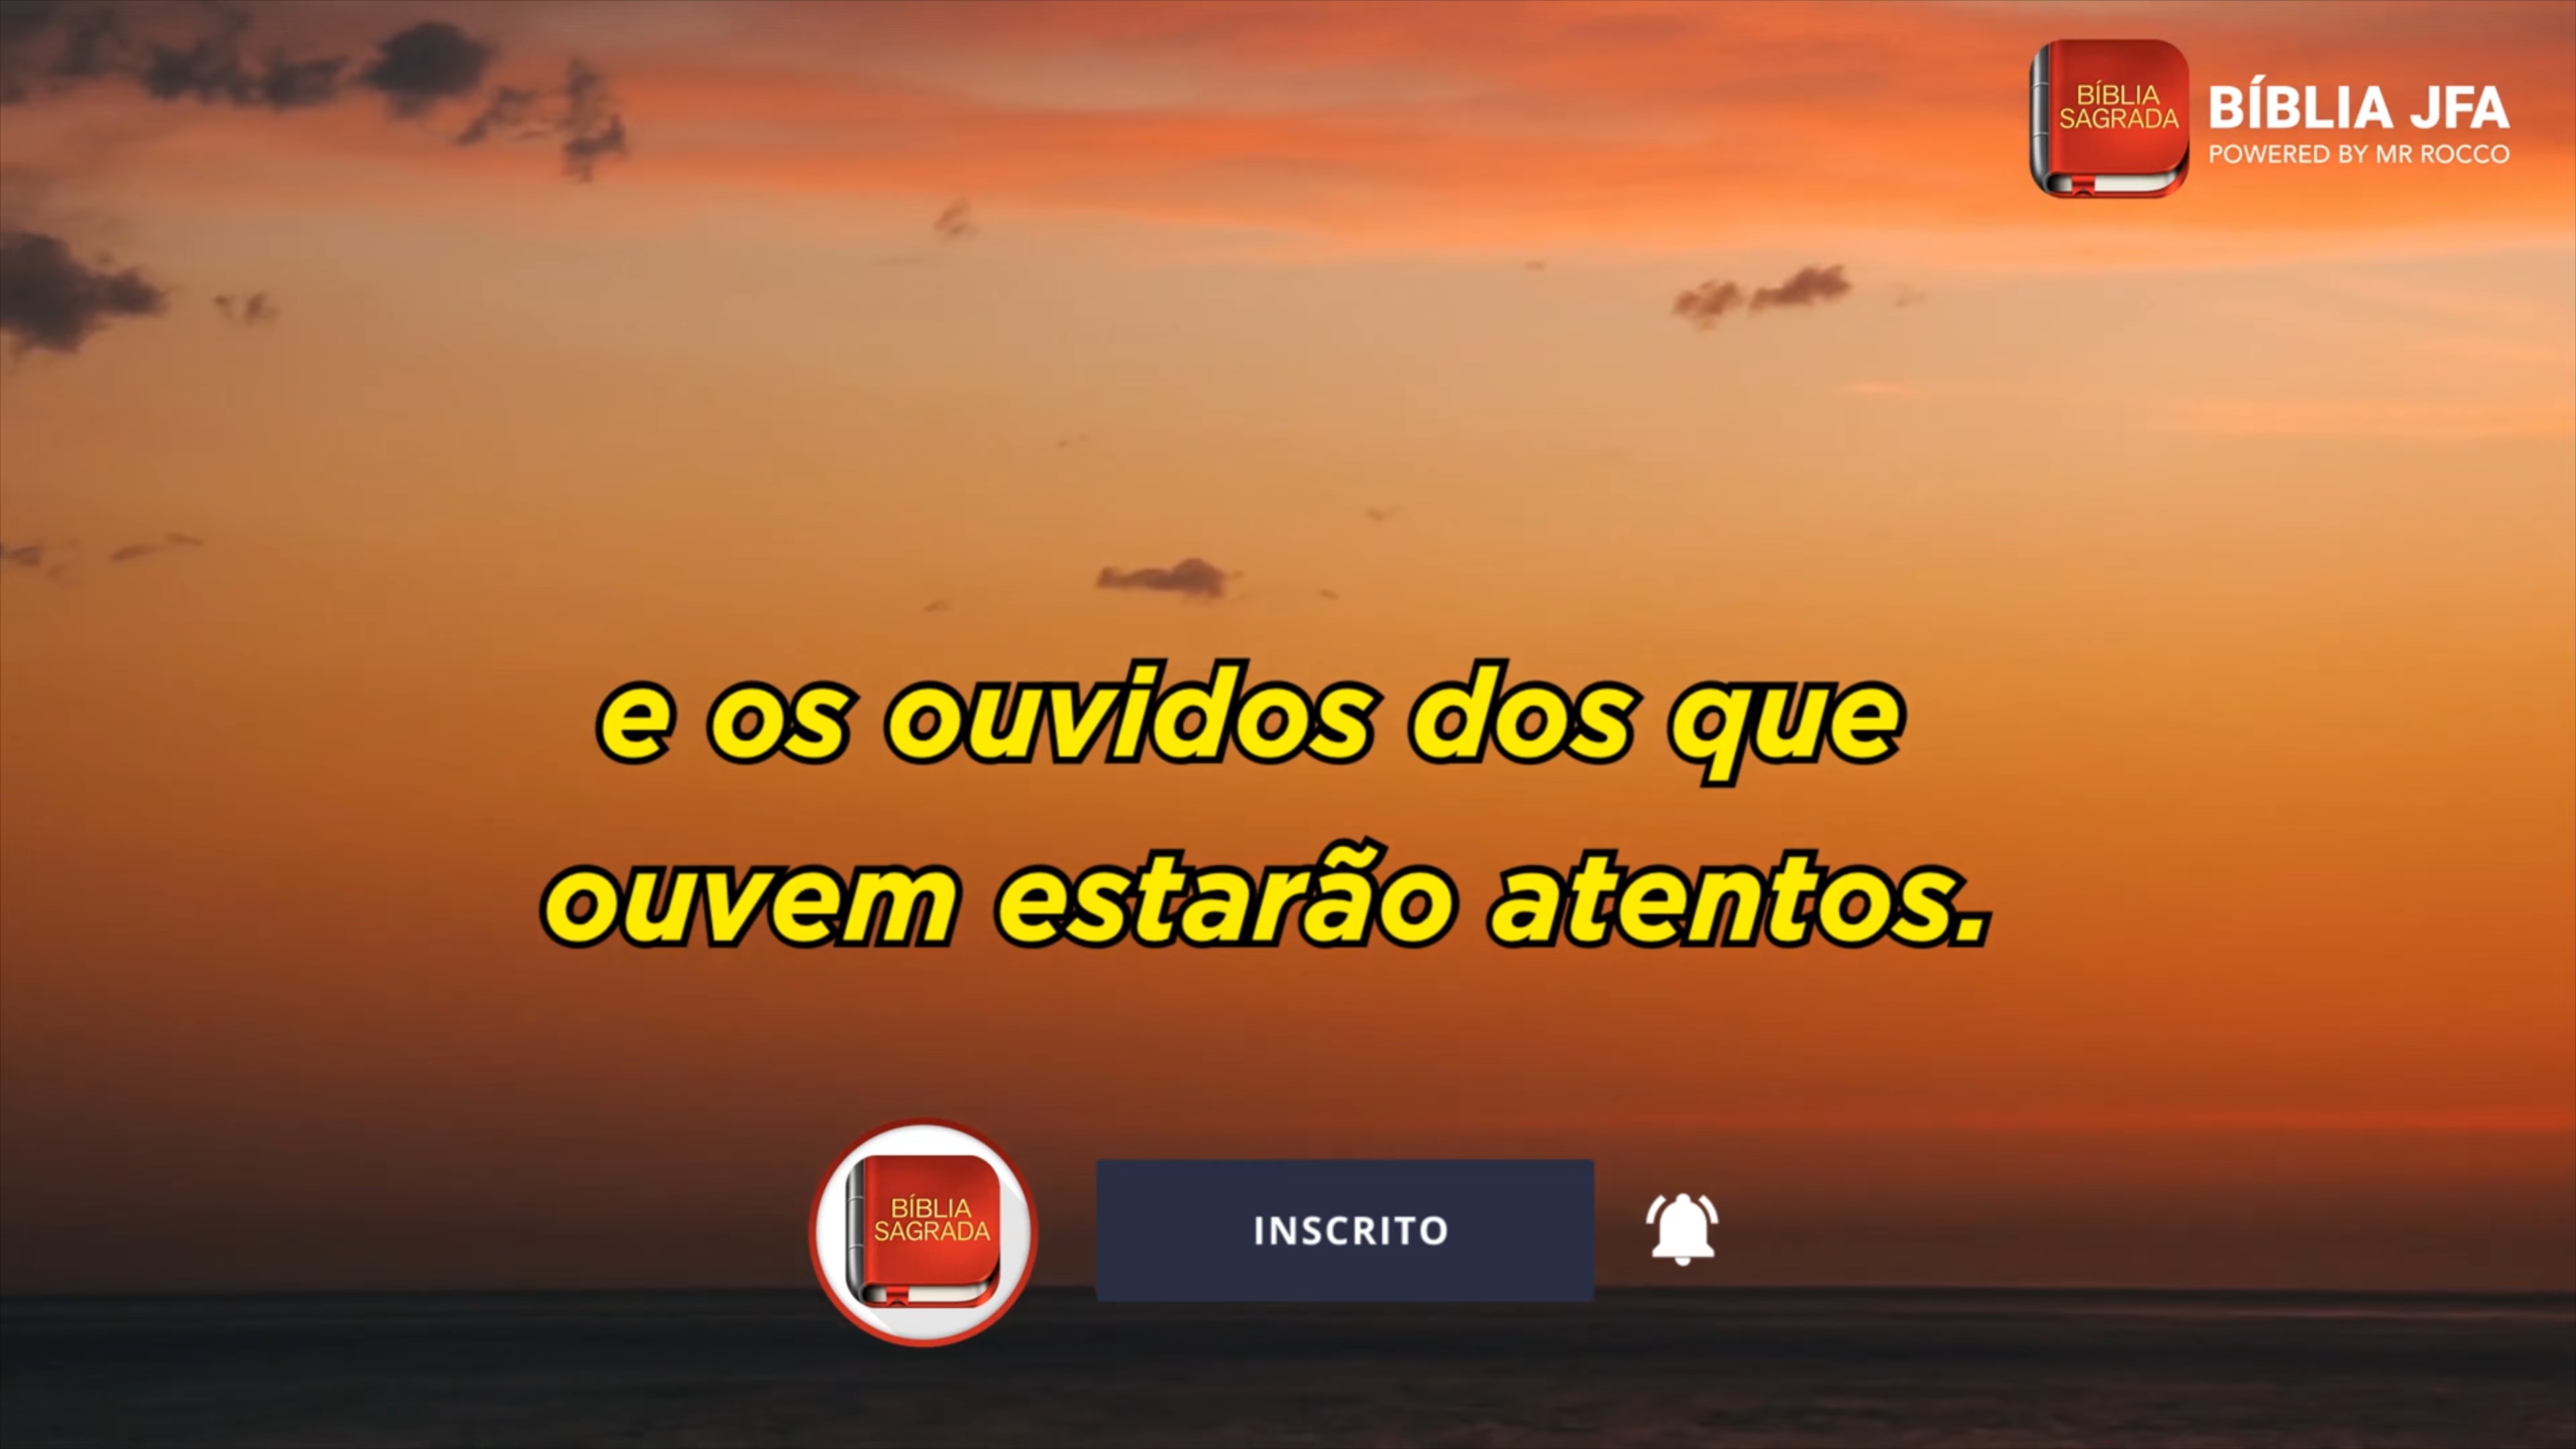 BÍBLIA
SAGRADA
BÍBLIA JFA
POWERED BY MR ROCCO
e os ouvidos dos que
ouvem estarão atentos.
BÍBLIA
SAGRADA
INSCRITO